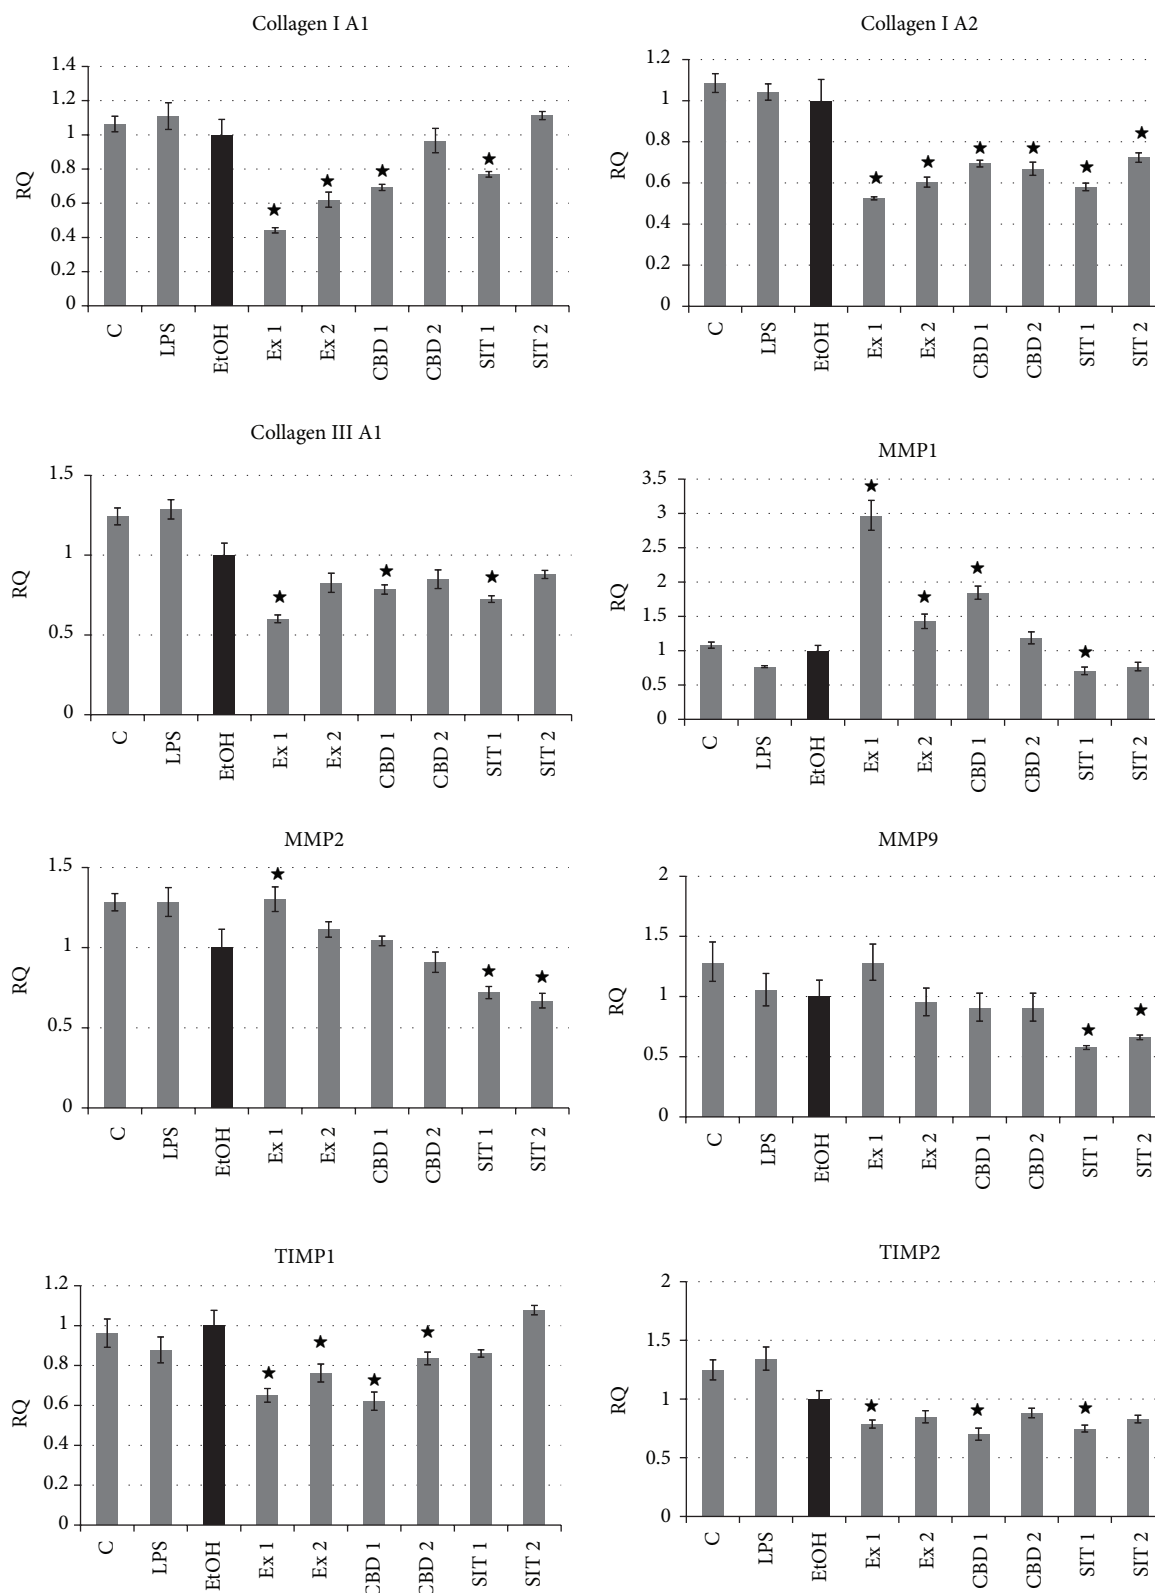 Collagen I A1
1.4
1.2
1
0.8
0.6
0.4
0.2
0
RQ
C LPS EtOH Ex 1 Ex 2 CBD 1 CBD 2 SIT 1 SIT 2
Collagen I A2
1.2
1
0.8
0.6
0.4
0.2
0
RQ
C LPS EtOH Ex 1 Ex 2 CBD 1 CBD 2 SIT 1 SIT 2
Collagen III A1
1.5
1
0.5
0
RQ
C LPS EtOH Ex 1 Ex 2 CBD 1 CBD 2 SIT 1 SIT 2
MMP1
3.5
3
2.5
2
1.5
1
0.5
0
RQ
C LPS EtOH Ex 1 Ex 2 CBD 1 CBD 2 SIT 1 SIT 2
MMP2
1.5
1
0.5
0
RQ
C LPS EtOH Ex 1 Ex 2 CBD 1 CBD 2 SIT 1 SIT 2
MMP9
2
1.5
1
0.5
0
RQ
C LPS EtOH Ex 1 Ex 2 CBD 1 CBD 2 SIT 1 SIT 2
TIMP1
1.2
1
0.8
0.6
0.4
0.2
0
RQ
C LPS EtOH Ex 1 Ex 2 CBD 1 CBD 2 SIT 1 SIT 2
TIMP2
2
1.5
1
0.5
0
RQ
C LPS EtOH Ex 1 Ex 2 CBD 1 CBD 2 SIT 1 SIT 2